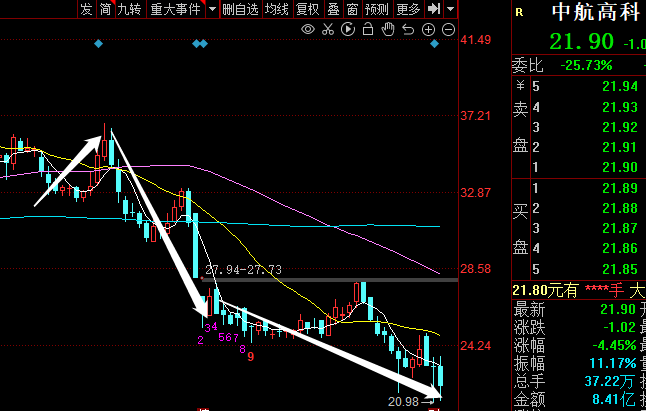 发 简 九转 重大事件 删自选 均线 复权 叠 窗 预测 更多
41.49
37.21
32.87
28.58
24.24
27.94-27.73
2 3 4 5 6 7 8 9
20.98
R 中航高科
21.90 -1.0
委比 -25.73%
卖盘
5 21.94
4 21.93
3 21.92
2 21.91
1 21.90
买盘
1 21.89
2 21.88
3 21.87
4 21.86
5 21.85
21.80元有 ****手 大
最新 21.90
涨跌 -1.02
涨幅 -4.45%
振幅 11.17%
总手 37.22万
金额 8.41亿